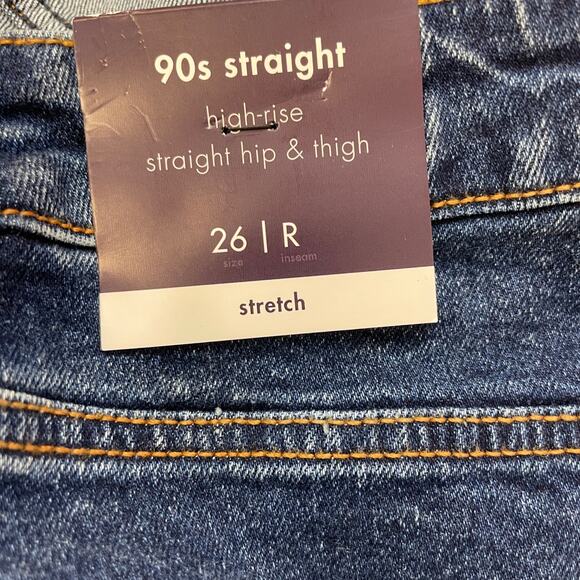 90s straight
high-rise
straight hip & thigh
26 | R
size inseam
stretch